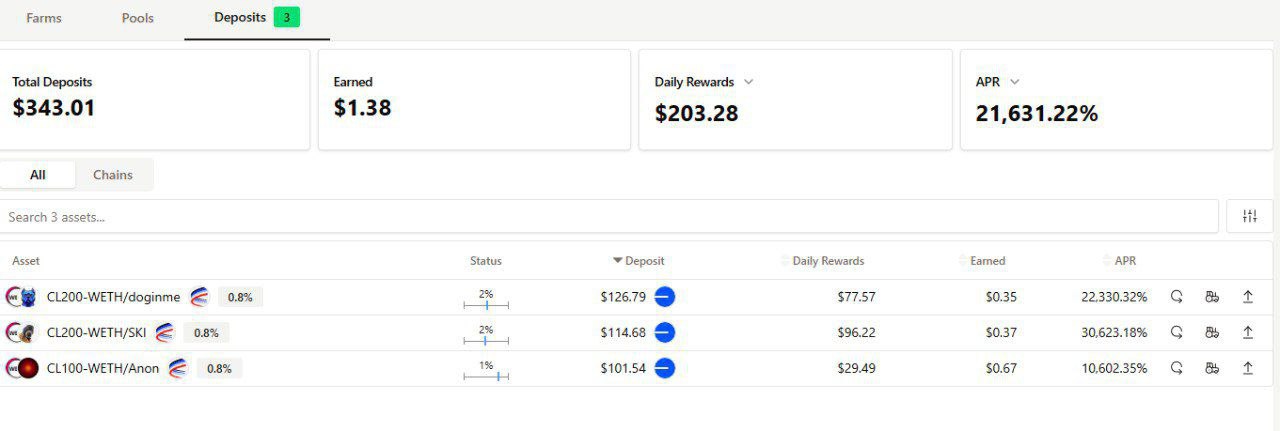 Farms Pools Deposits 3
Total Deposits Earned Daily Rewards APR
$343.01 $1.38 $203.28 21,631.22%
All Chains
Search 3 assets...
Asset Status Deposit Daily Rewards Earned APR
CL200-WETH/doginme 0.8% 2% $126.79 $77.57 $0.35 22,330.32%
CL200-WETH/SKI 0.8% 2% $114.68 $96.22 $0.37 30,623.18%
CL100-WETH/Anon 0.8% 1% $101.54 $29.49 $0.67 10,602.35%